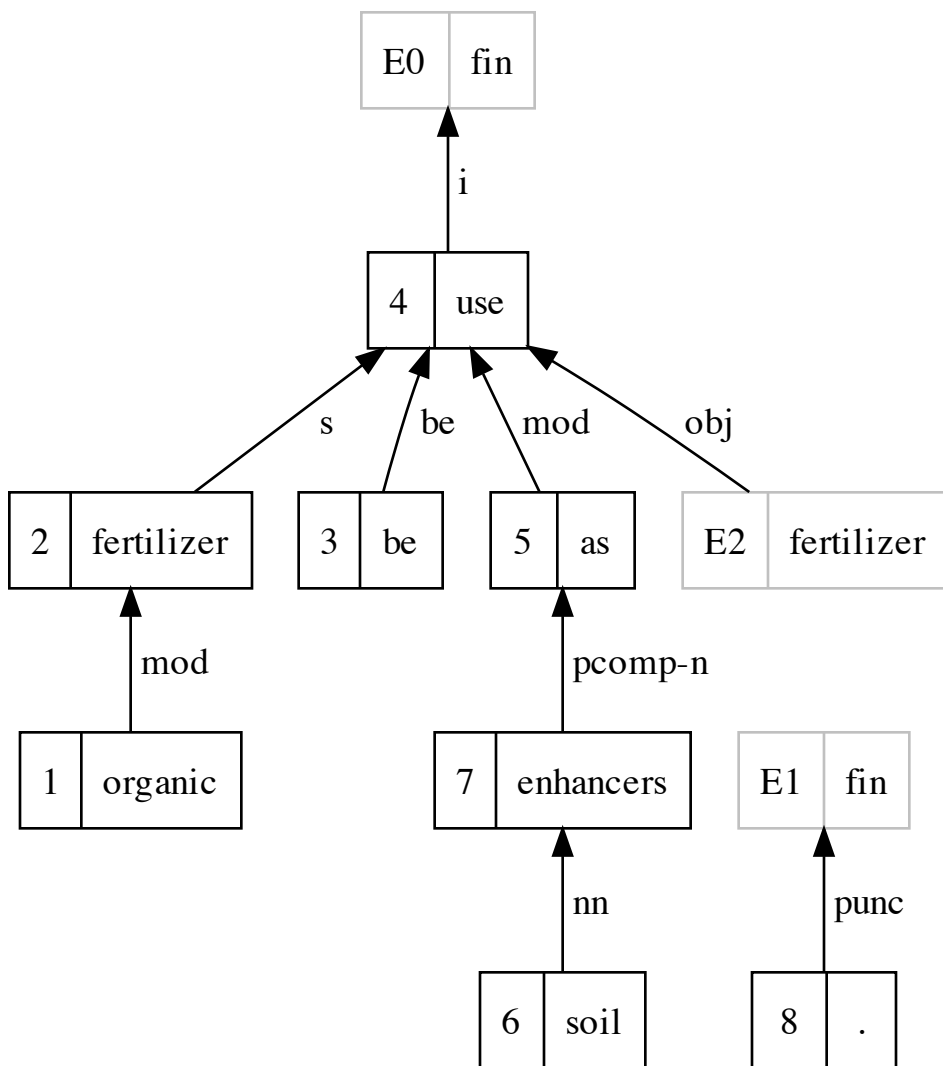 E0 fin
i
4 use
s be mod obj
2 fertilizer 3 be 5 as E2 fertilizer
mod pcomp-n
1 organic 7 enhancers E1 fin
nn punc
6 soil 8 .